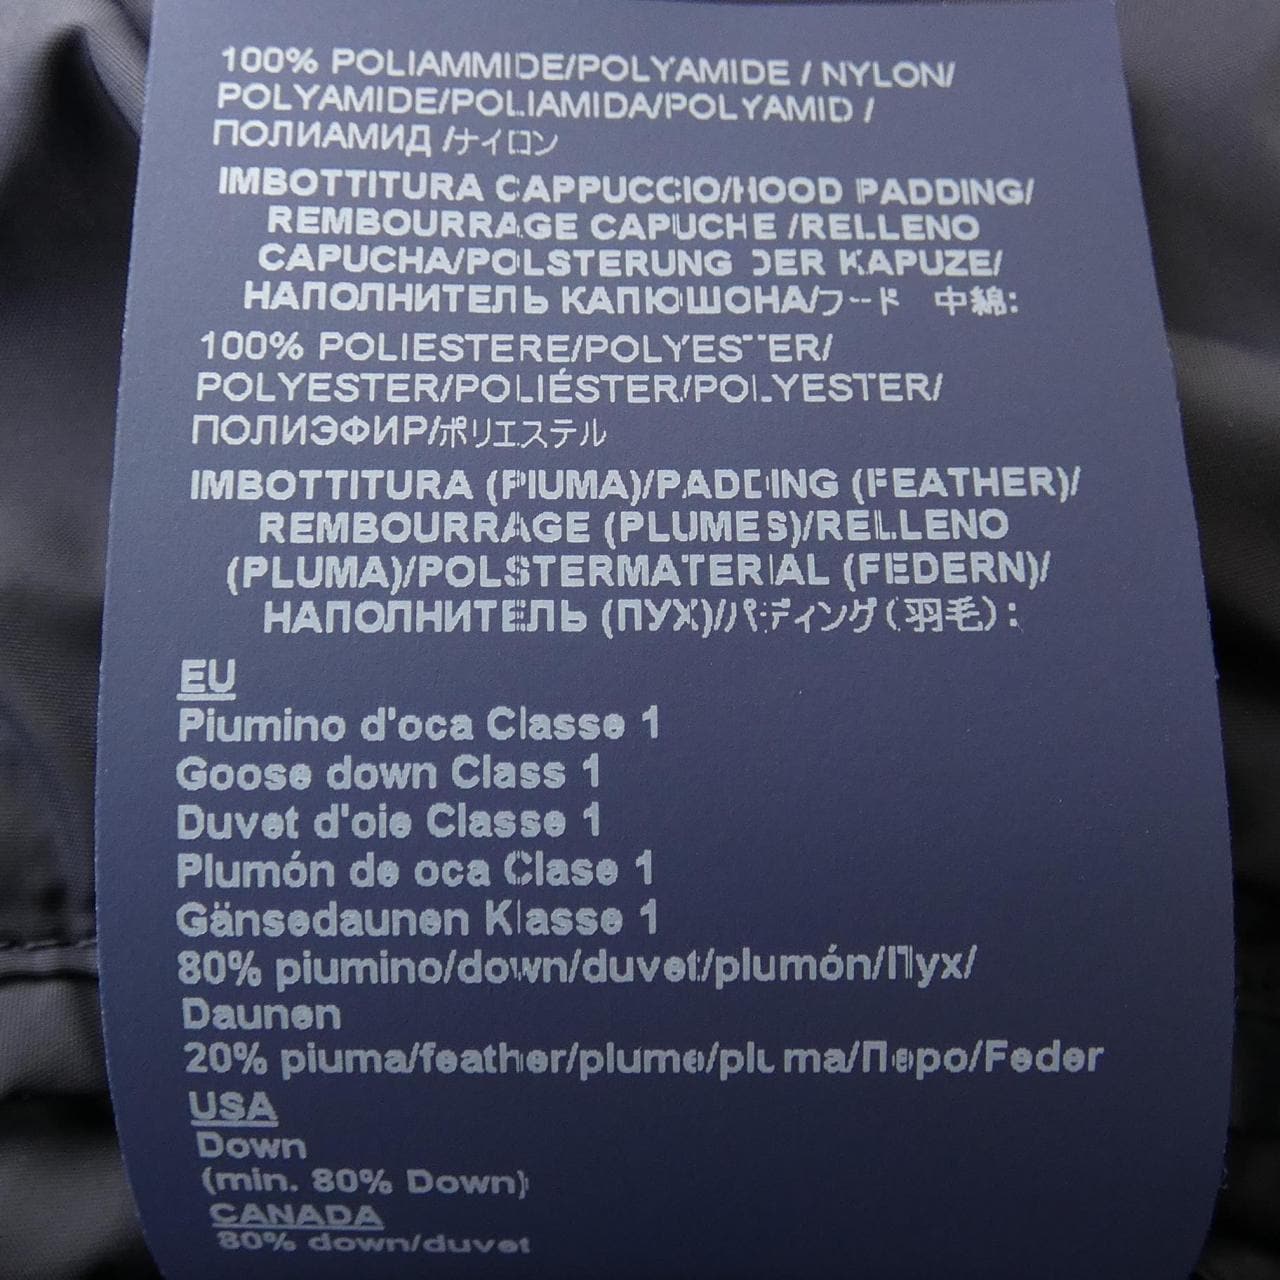 100% POLIAMMIDE/POLYAMIDE / NYLON/
POLYAMIDE/POLIAMIDA/POLYAMID /
ПОЛИАМИД /ナイロン
IMBOTTITURA CAPPUCCIO/HOOD PADDING/
REMBOURRAGE CAPUCHE /RELLENO
CAPUCHA/POLSTERUNG DER KAPUZE/
НАПОЛНИТЕЛЬ КАПЮШОНА/フード 中綿:
100% POLIESTERE/POLYESTER/
POLYESTER/POLIÉSTER/POLYESTER/
ПОЛИЭФИР/ポリエステル
IMBOTTITURA (PIUMA)/PADDING (FEATHER)/
REMBOURRAGE (PLUMES)/RELLENO
(PLUMA)/POLSTERMATERIAL (FEDERN)/
НАПОЛНИТЕЛЬ (ПУХ)/パディング(羽毛):
EU
Piumino d'oca Classe 1
Goose down Class 1
Duvet d'oie Classe 1
Plumón de oca Clase 1
Gänsedaunen Klasse 1
80% piumino/down/duvet/plumón/Пух/
Daunen
20% piuma/feather/plume/pluma/Перо/Feder
USA
Down
(min. 80% Down)
CANADA
80% down/duvet